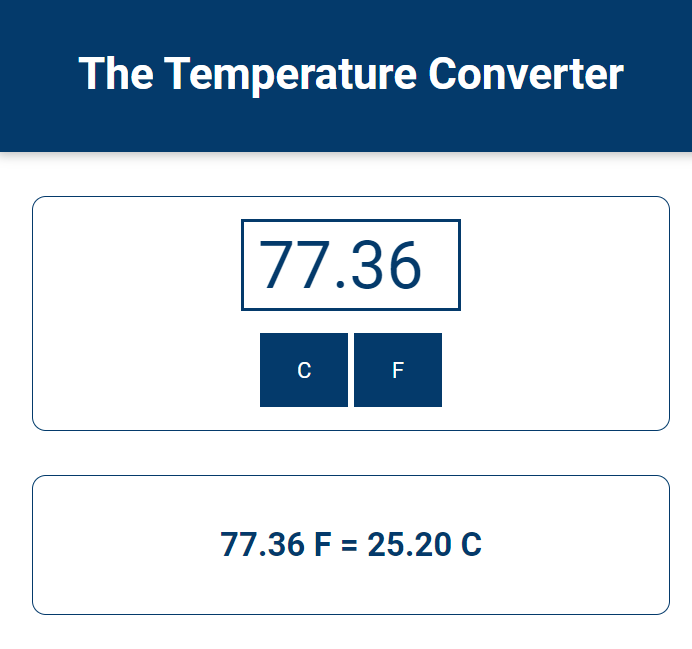 The Temperature Converter
77.36
C F
77.36 F = 25.20 C